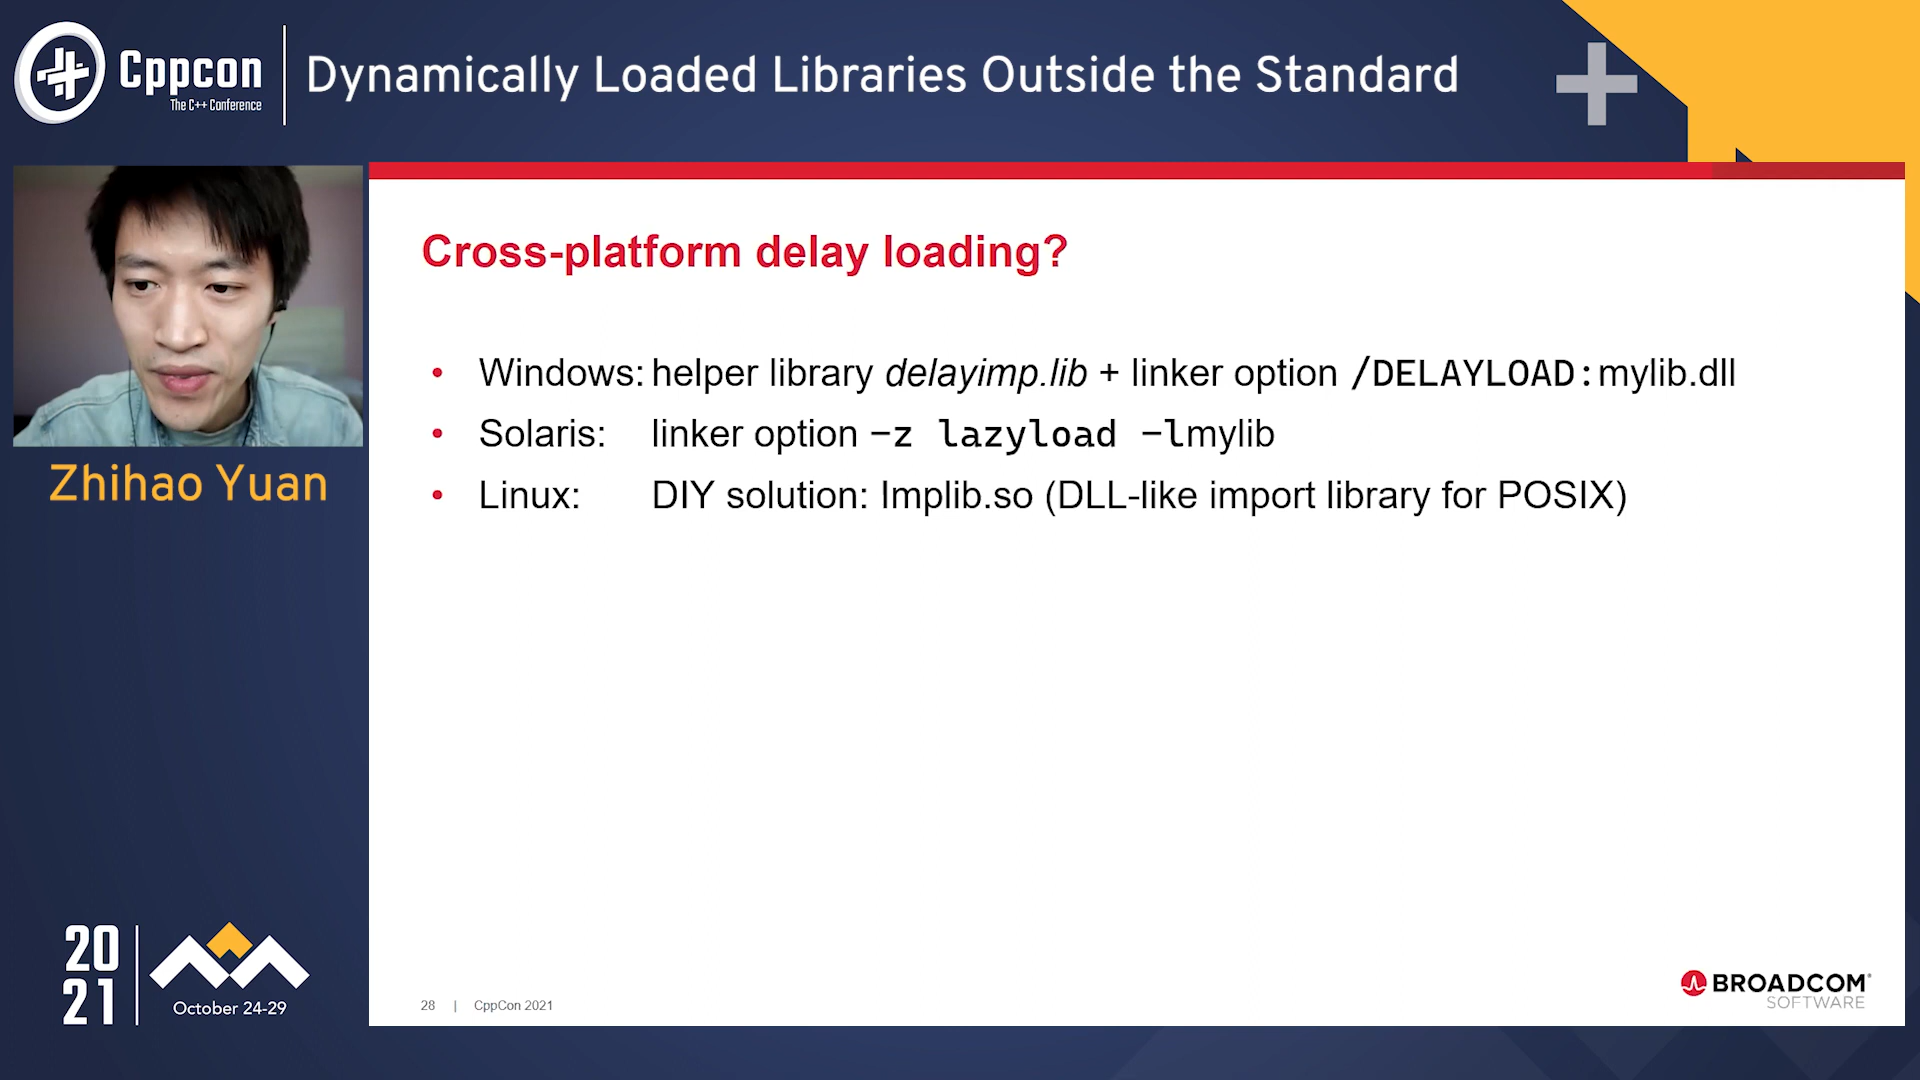 Cppcon
The C++ Conference
Dynamically Loaded Libraries Outside the Standard
Zhihao Yuan
Cross-platform delay loading?
• Windows: helper library delayimp.lib + linker option /DELAYLOAD:mylib.dll
• Solaris: linker option -z lazyload -lmylib
• Linux: DIY solution: Implib.so (DLL-like import library for POSIX)
20
21
October 24-29
28 | CppCon 2021
BROADCOM
SOFTWARE